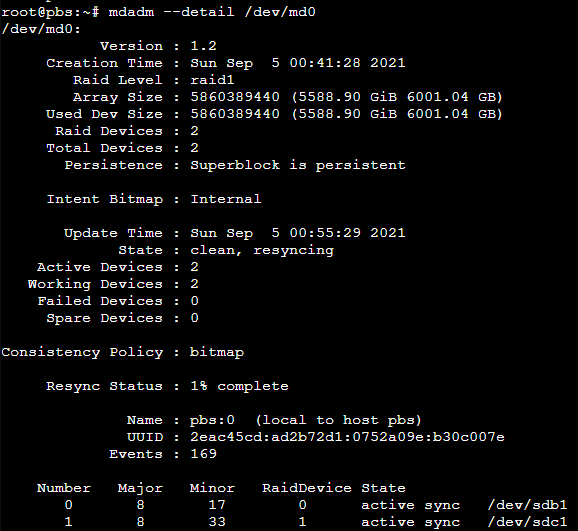 root@pbs:~# mdadm --detail /dev/md0
/dev/md0:
Version : 1.2
Creation Time : Sun Sep  5 00:41:28 2021
Raid Level : raid1
Array Size : 5860389440 (5588.90 GiB 6001.04 GB)
Used Dev Size : 5860389440 (5588.90 GiB 6001.04 GB)
Raid Devices : 2
Total Devices : 2
Persistence : Superblock is persistent
Intent Bitmap : Internal
Update Time : Sun Sep  5 00:55:29 2021
State : clean, resyncing
Active Devices : 2
Working Devices : 2
Failed Devices : 0
Spare Devices : 0
Consistency Policy : bitmap
Resync Status : 1% complete
Name : pbs:0  (local to host pbs)
UUID : 2eac45cd:ad2b72d1:0752a09e:b30c007e
Events : 169
Number   Major   Minor   RaidDevice State
0       8       17        0      active sync   /dev/sdb1
1       8       33        1      active sync   /dev/sdc1